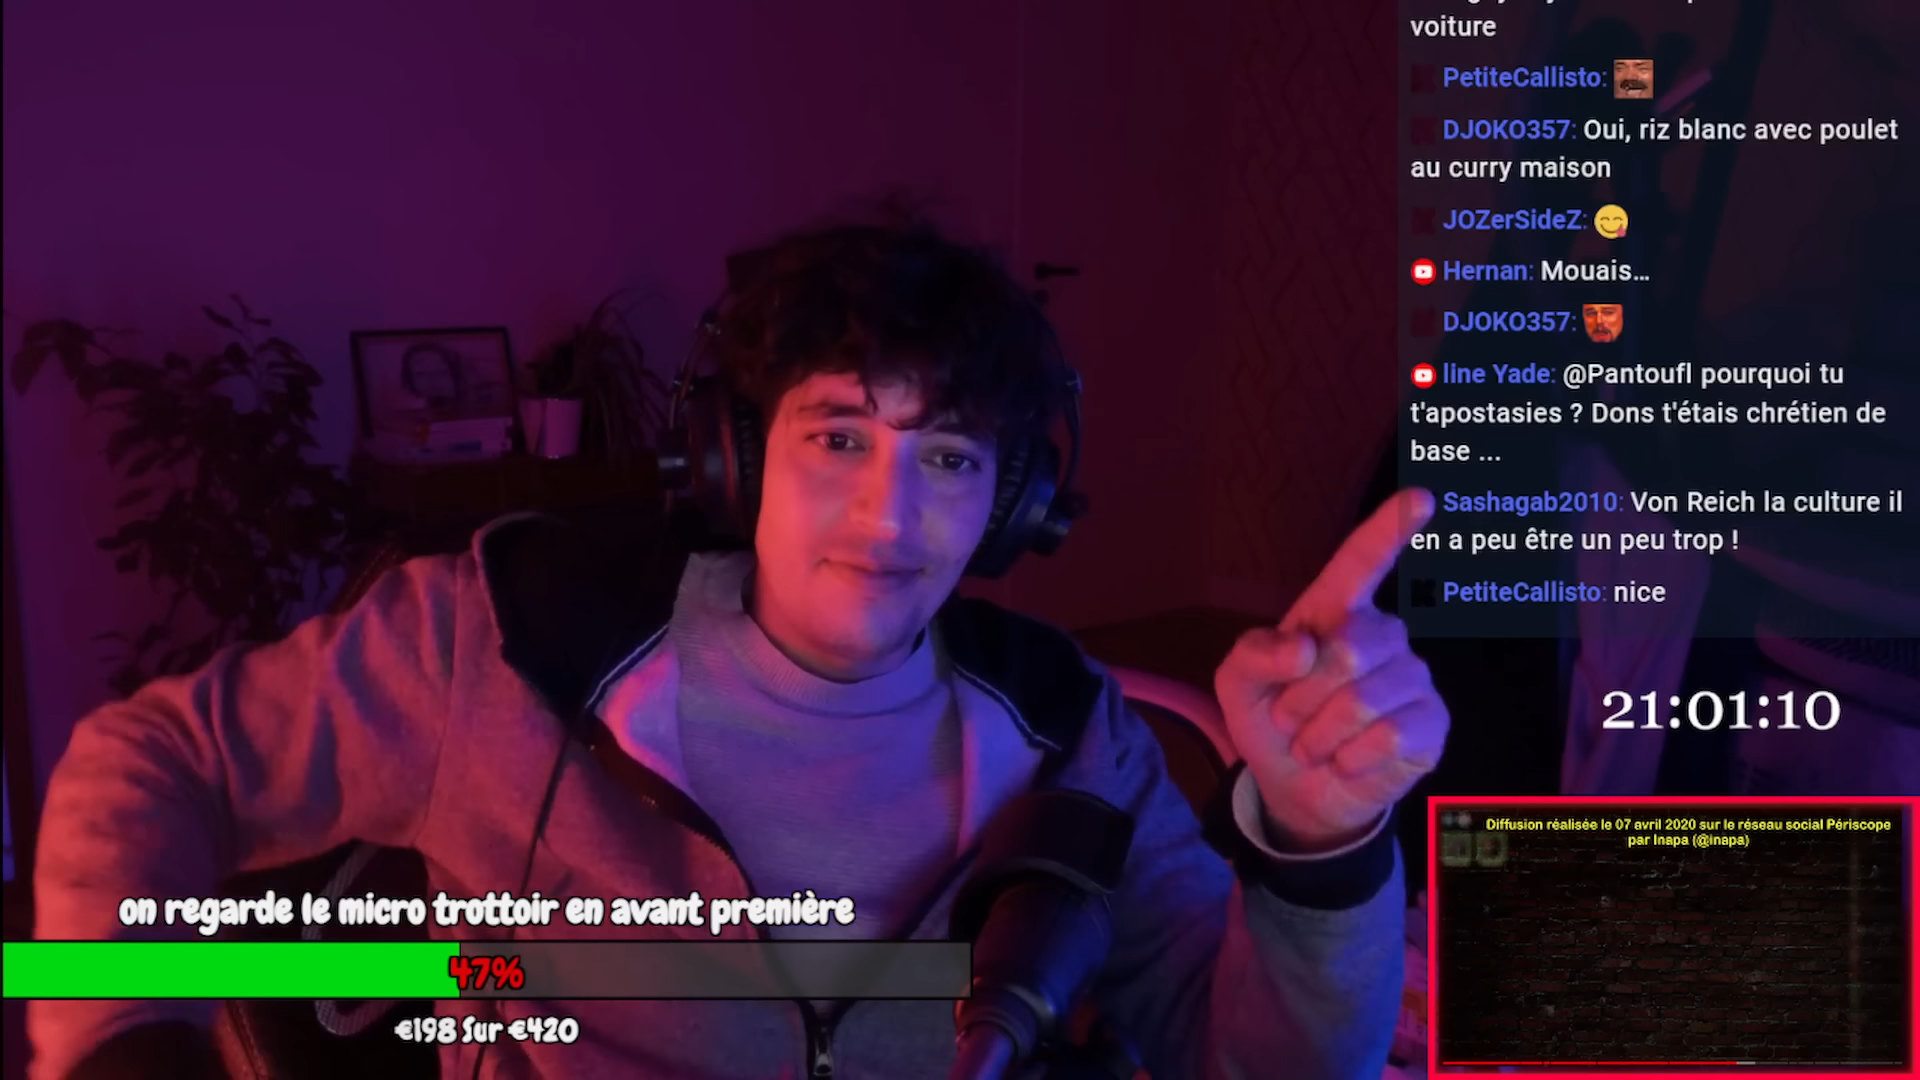 voiture
PetiteCallisto:
DJOKO357: Oui, riz blanc avec poulet
au curry maison
JOZerSideZ:
Hernan: Mouais...
DJOKO357:
line Yade: @Pantoufl pourquoi tu
t'apostasies ? Dons t'étais chrétien de
base ...
Sashagab2010: Von Reich la culture il
en a peu être un peu trop !
PetiteCallisto: nice
21:01:10
Diffusion réalisée le 07 avril 2020 sur le réseau social Périscope
par Inapa (@inapa)
on regarde le micro trottoir en avant première
47%
€198 Sur €420